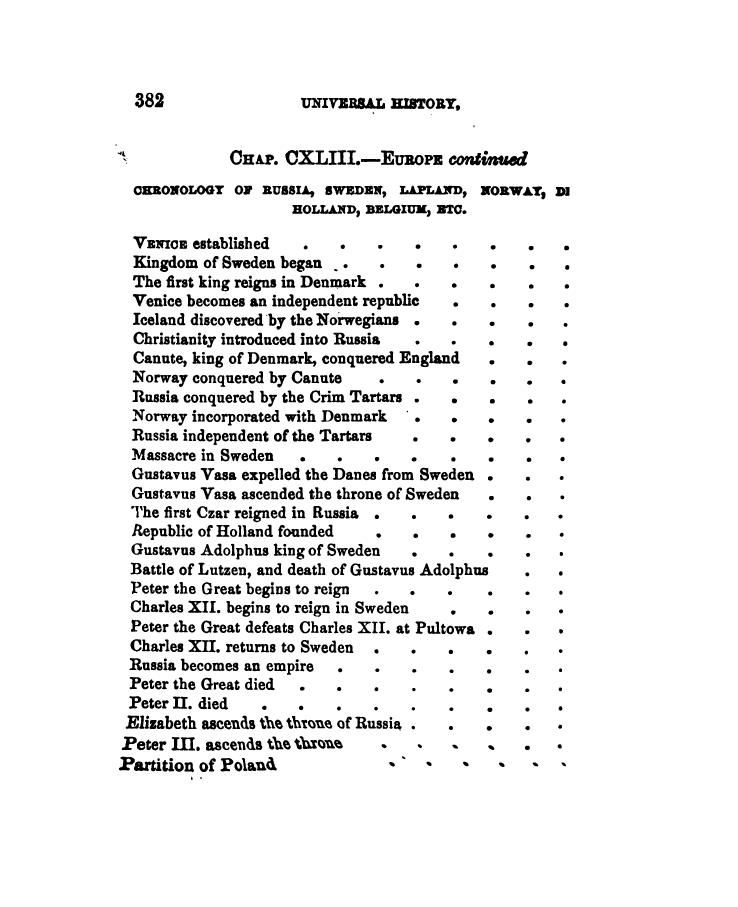 382 UNIVERSAL HISTORY,
CHAP. CXLIII.—EUROPE continued
CHRONOLOGY OF RUSSIA, SWEDEN, LAPLAND, NORWAY, DI
HOLLAND, BELGIUM, ETC.
VENICE established . . . . . . . .
Kingdom of Sweden began . . . . . . . .
The first king reigns in Denmark . . . . . .
Venice becomes an independent republic . . . .
Iceland discovered by the Norwegians . . . . .
Christianity introduced into Russia . . . . .
Canute, king of Denmark, conquered England . . .
Norway conquered by Canute . . . . . .
Russia conquered by the Crim Tartars . . . . .
Norway incorporated with Denmark . . . . .
Russia independent of the Tartars . . . . .
Massacre in Sweden . . . . . . . .
Gustavus Vasa expelled the Danes from Sweden . . .
Gustavus Vasa ascended the throne of Sweden . . .
The first Czar reigned in Russia . . . . . .
Republic of Holland founded . . . . . .
Gustavus Adolphus king of Sweden . . . . .
Battle of Lutzen, and death of Gustavus Adolphus . .
Peter the Great begins to reign . . . . . .
Charles XII. begins to reign in Sweden . . . .
Peter the Great defeats Charles XII. at Pultowa . . .
Charles XII. returns to Sweden . . . . . .
Russia becomes an empire . . . . . . .
Peter the Great died . . . . . . . .
Peter II. died . . . . . . . . .
Elizabeth ascends the throne of Russia . . . . .
Peter III. ascends the throne . . . . . .
Partition of Poland . . . . . .